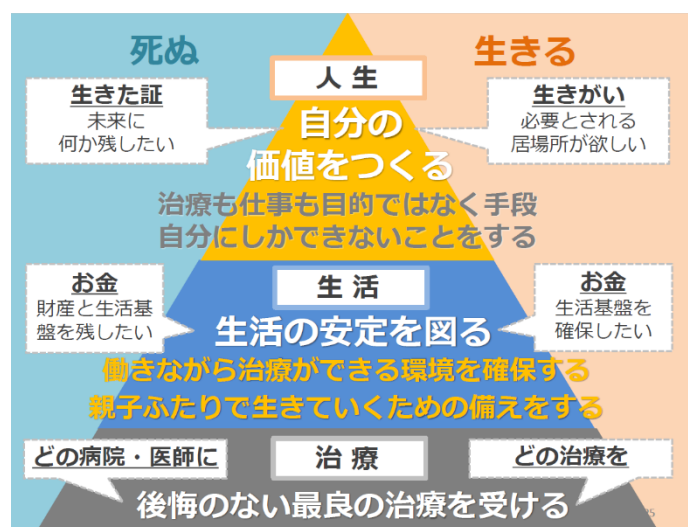 死ぬ
生きる
人 生
生きた証
未来に
何か残したい
生きがい
必要とされる
居場所が欲しい
自分の
価値をつくる
治療も仕事も目的ではなく手段
自分にしかできないことをする
お金
財産と生活基
盤を残したい
生 活
お金
生活基盤を
確保したい
生活の安定を図る
働きながら治療ができる環境を確保する
親子ふたりで生きていくための備えをする
どの病院・医師に
治 療
どの治療を
後悔のない最良の治療を受ける